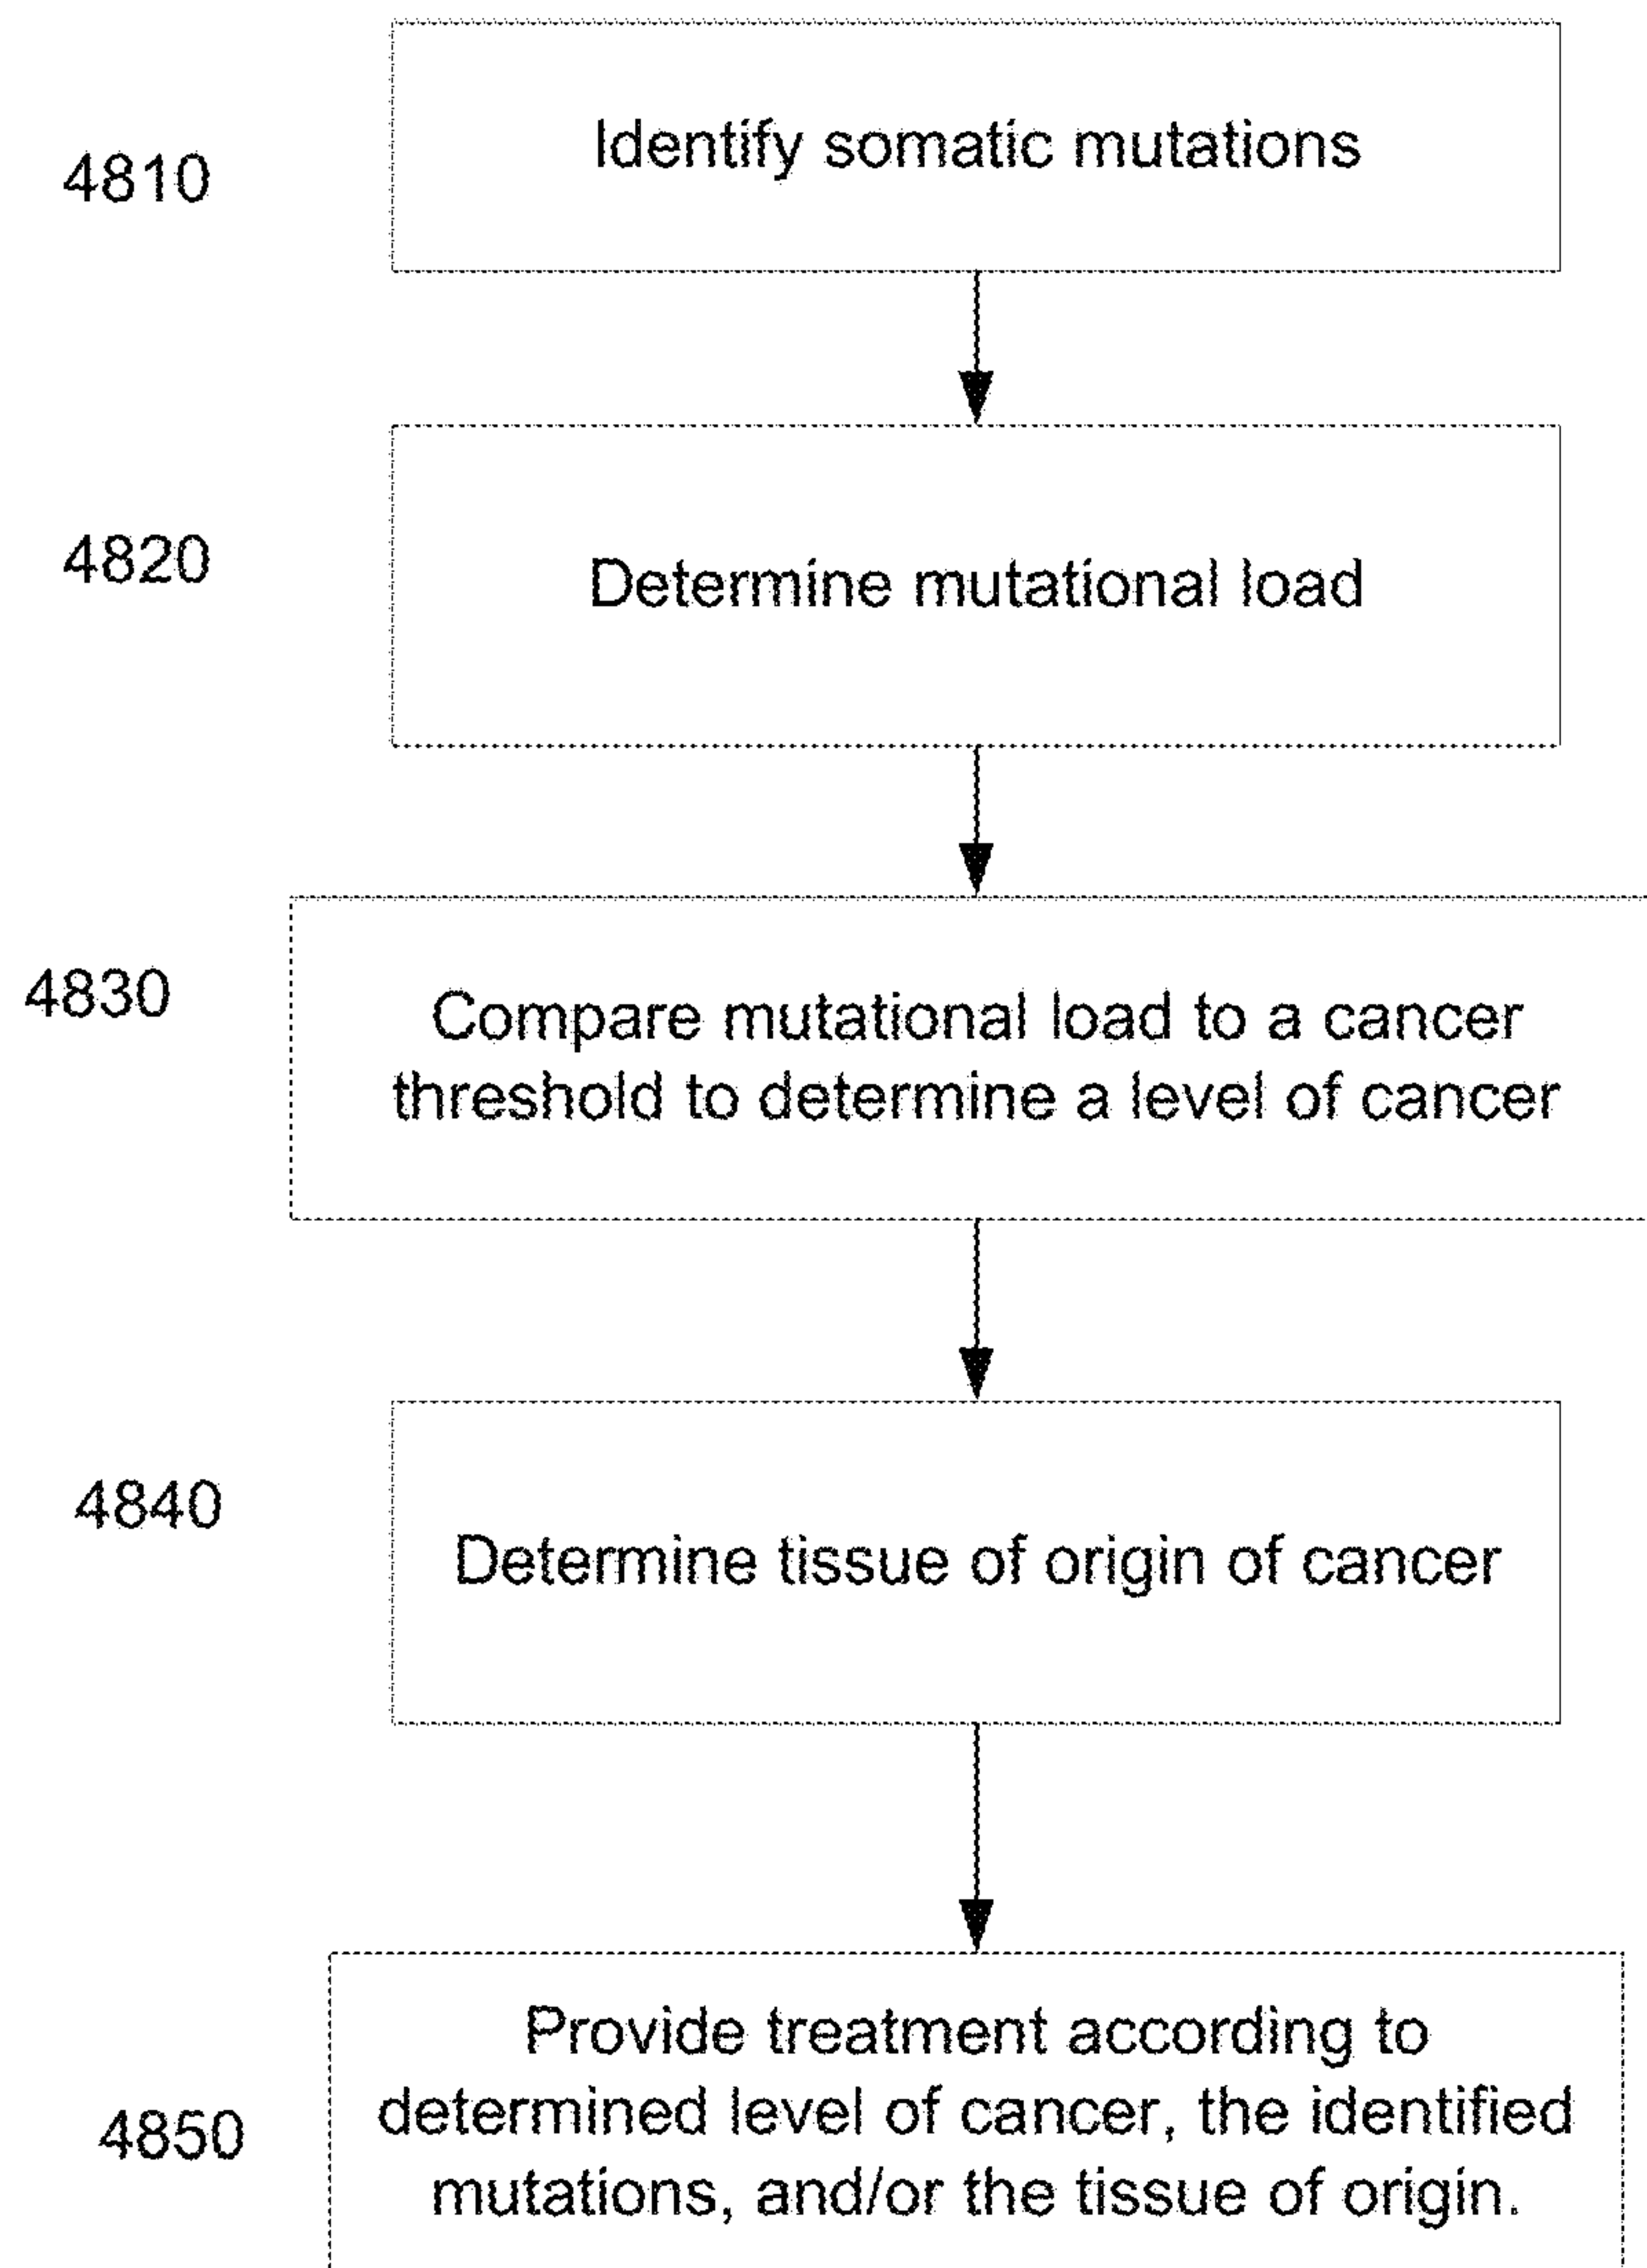 4810
Identify somatic mutations
4820
Determine mutational load
4830
Compare mutational load to a cancer
threshold to determine a level of cancer
4840
Determine tissue of origin of cancer
4850
Provide treatment according to
determined level of cancer, the identified
mutations, and/or the tissue of origin.